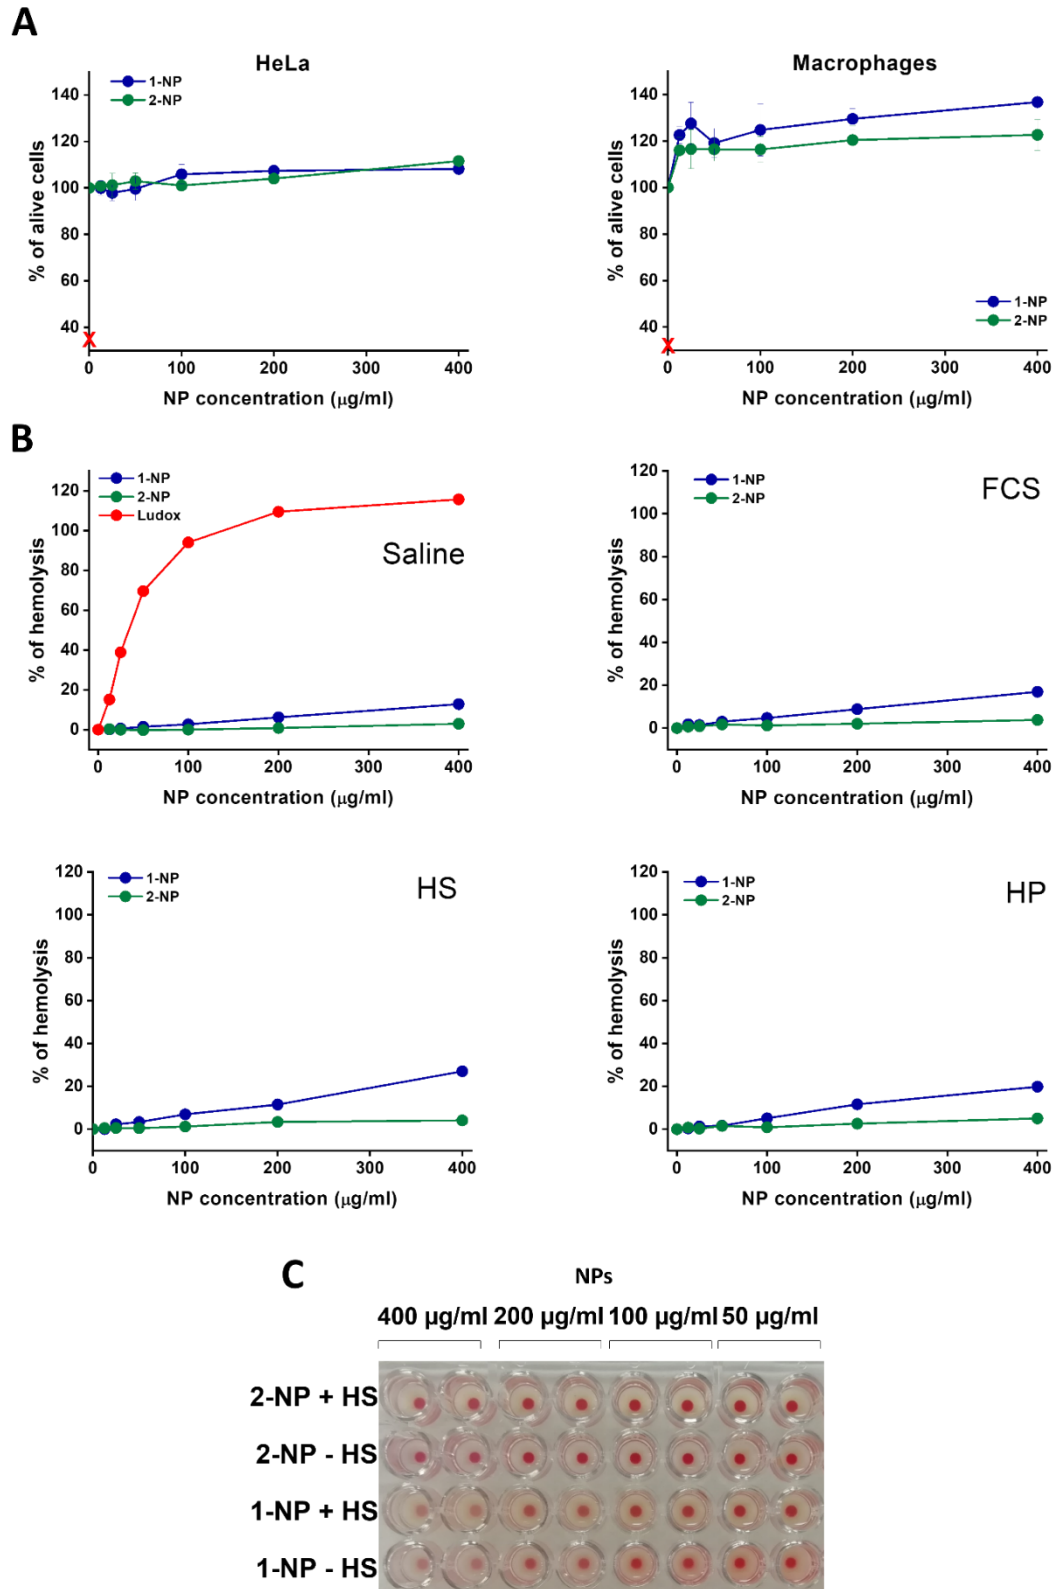 A
HeLa
1-NP
2-NP
140
120
100
80
60
40
% of alive cells
0 100 200 300 400
NP concentration (μg/ml)
Macrophages
140
120
100
80
60
40
% of alive cells
1-NP
2-NP
0 100 200 300 400
NP concentration (μg/ml)
B
1-NP
2-NP
Ludox
Saline
120
100
80
60
40
20
0
% of hemolysis
0 100 200 300 400
NP concentration (μg/ml)
1-NP
2-NP
FCS
120
100
80
60
40
20
0
% of hemolysis
0 100 200 300 400
NP concentration (μg/ml)
1-NP
2-NP
HS
120
100
80
60
40
20
0
% of hemolysis
0 100 200 300 400
NP concentration (μg/ml)
1-NP
2-NP
HP
120
100
80
60
40
20
0
% of hemolysis
0 100 200 300 400
NP concentration (μg/ml)
C
NPs
400 μg/ml 200 μg/ml 100 μg/ml 50 μg/ml
2-NP + HS
2-NP - HS
1-NP + HS
1-NP - HS